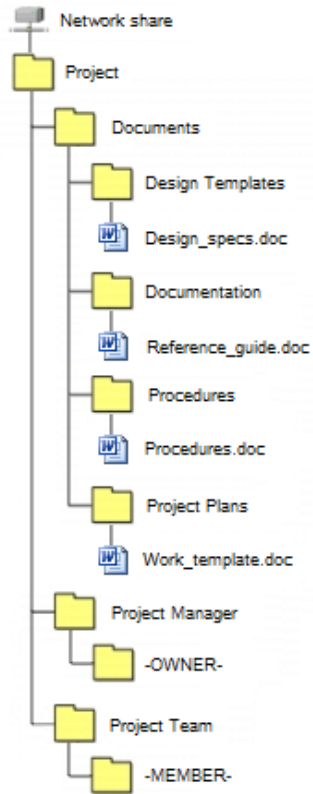 Network share
Project
Documents
Design Templates
Design_specs.doc
Documentation
Reference_guide.doc
Procedures
Procedures.doc
Project Plans
Work_template.doc
Project Manager
-OWNER-
Project Team
-MEMBER-